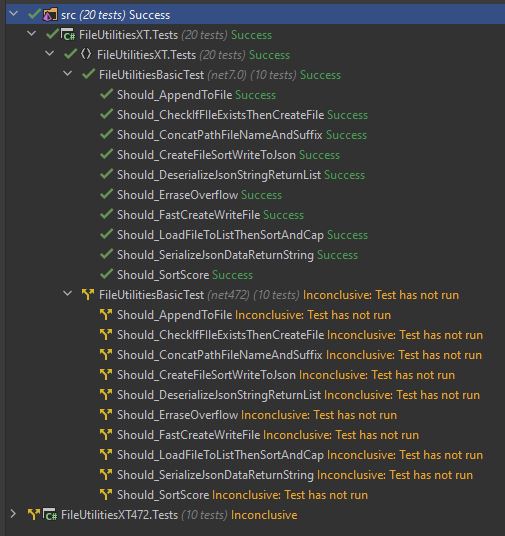 src (20 tests) Success
C# FileUtilitiesXT.Tests (20 tests) Success
FileUtilitiesXT.Tests (20 tests) Success
FileUtilitiesBasicTest (net7.0) (10 tests) Success
Should_AppendToFile Success
Should_CheckIfFIleExistsThenCreateFile Success
Should_ConcatPathFileNameAndSuffix Success
Should_CreateFileSortWriteToJson Success
Should_DeserializeJsonStringReturnList Success
Should_ErraseOverflow Success
Should_FastCreateWriteFile Success
Should_LoadFileToListThenSortAndCap Success
Should_SerializeJsonDataReturnString Success
Should_SortScore Success
FileUtilitiesBasicTest (net472) (10 tests) Inconclusive: Test has not run
Should_AppendToFile Inconclusive: Test has not run
Should_CheckIfFIleExistsThenCreateFile Inconclusive: Test has not run
Should_ConcatPathFileNameAndSuffix Inconclusive: Test has not run
Should_CreateFileSortWriteToJson Inconclusive: Test has not run
Should_DeserializeJsonStringReturnList Inconclusive: Test has not run
Should_ErraseOverflow Inconclusive: Test has not run
Should_FastCreateWriteFile Inconclusive: Test has not run
Should_LoadFileToListThenSortAndCap Inconclusive: Test has not run
Should_SerializeJsonDataReturnString Inconclusive: Test has not run
Should_SortScore Inconclusive: Test has not run
C# FileUtilitiesXT472.Tests (10 tests) Inconclusive